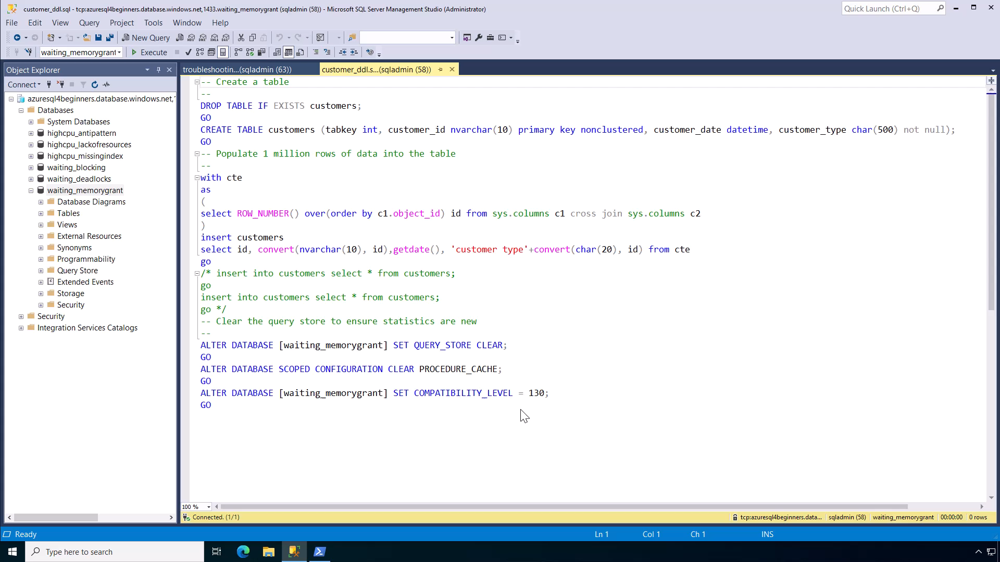 customer_ddl.sql - tcp:azuresql4beginners.database.windows.net,1433.waiting_memorygrant (sqladmin (58)) - Microsoft SQL Server Management Studio (Administrator)
Quick Launch (Ctrl+Q)
File Edit View Query Project Tools Window Help
New Query
waiting_memorygrant
Execute
Object Explorer
Connect
azuresql4beginners.database.windows.net,
Databases
System Databases
highcpu_antipattern
highcpu_lackofresources
highcpu_missingindex
waiting_blocking
waiting_deadlocks
waiting_memorygrant
Database Diagrams
Tables
Views
External Resources
Synonyms
Programmability
Query Store
Extended Events
Storage
Security
Security
Integration Services Catalogs
troubleshootin...(sqladmin (63))
customer_ddl.s...(sqladmin (58))
-- Create a table
--
DROP TABLE IF EXISTS customers;
GO
CREATE TABLE customers (tabkey int, customer_id nvarchar(10) primary key nonclustered, customer_date datetime, customer_type char(500) not null);
GO
-- Populate 1 million rows of data into the table
--
with cte
as
(
select ROW_NUMBER() over(order by c1.object_id) id from sys.columns c1 cross join sys.columns c2
)
insert customers
select id, convert(nvarchar(10), id),getdate(), 'customer type'+convert(char(20), id) from cte
go
/* insert into customers select * from customers;
go
insert into customers select * from customers;
go */
-- Clear the query store to ensure statistics are new
--
ALTER DATABASE [waiting_memorygrant] SET QUERY_STORE CLEAR;
GO
ALTER DATABASE SCOPED CONFIGURATION CLEAR PROCEDURE_CACHE;
GO
ALTER DATABASE [waiting_memorygrant] SET COMPATIBILITY_LEVEL = 130;
GO
100 %
Connected. (1/1)
tcp:azuresql4beginners.data... sqladmin (58) waiting_memorygrant 00:00:00 0 rows
Ready
Ln 1 Col 1 Ch 1 INS
Type here to search